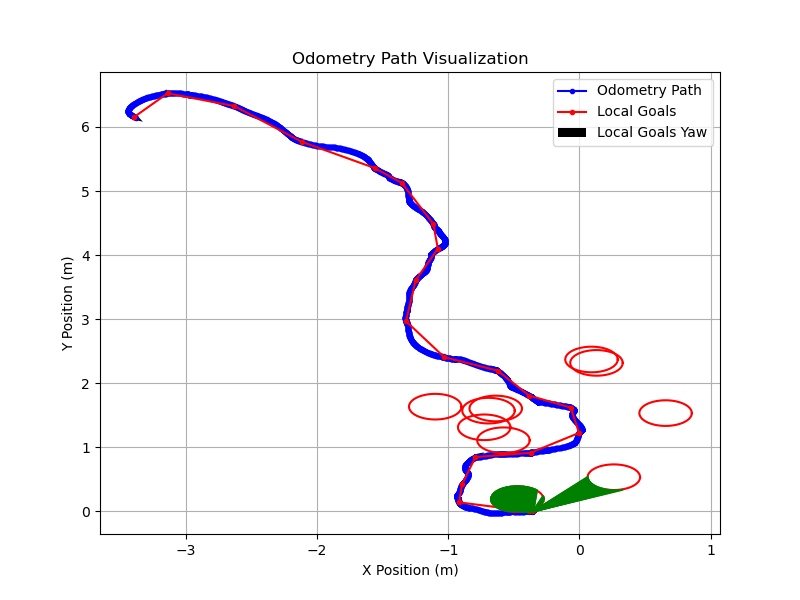 Odometry Path Visualization
Odometry Path
Local Goals
Local Goals Yaw
Y Position (m)
6
5
4
3
2
1
0
−3
−2
−1
0
1
X Position (m)